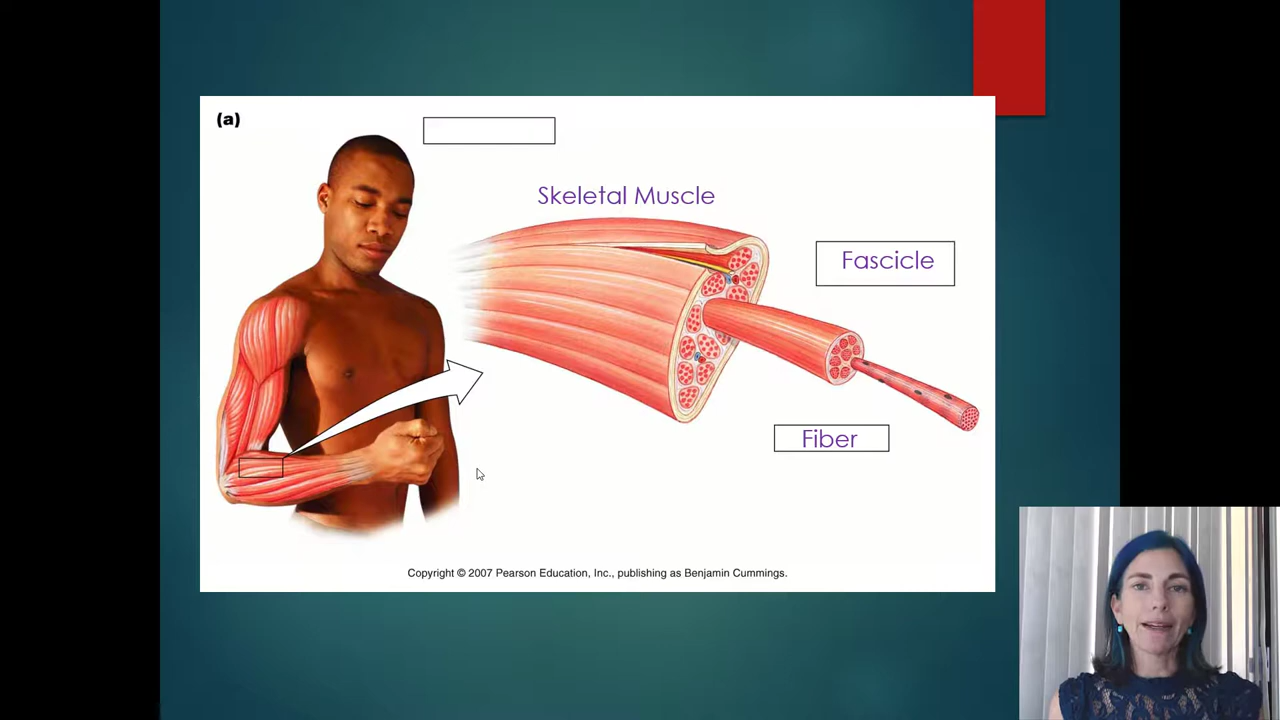 (a)
Skeletal Muscle
Fascicle
Fiber
Copyright © 2007 Pearson Education, Inc., publishing as Benjamin Cummings.